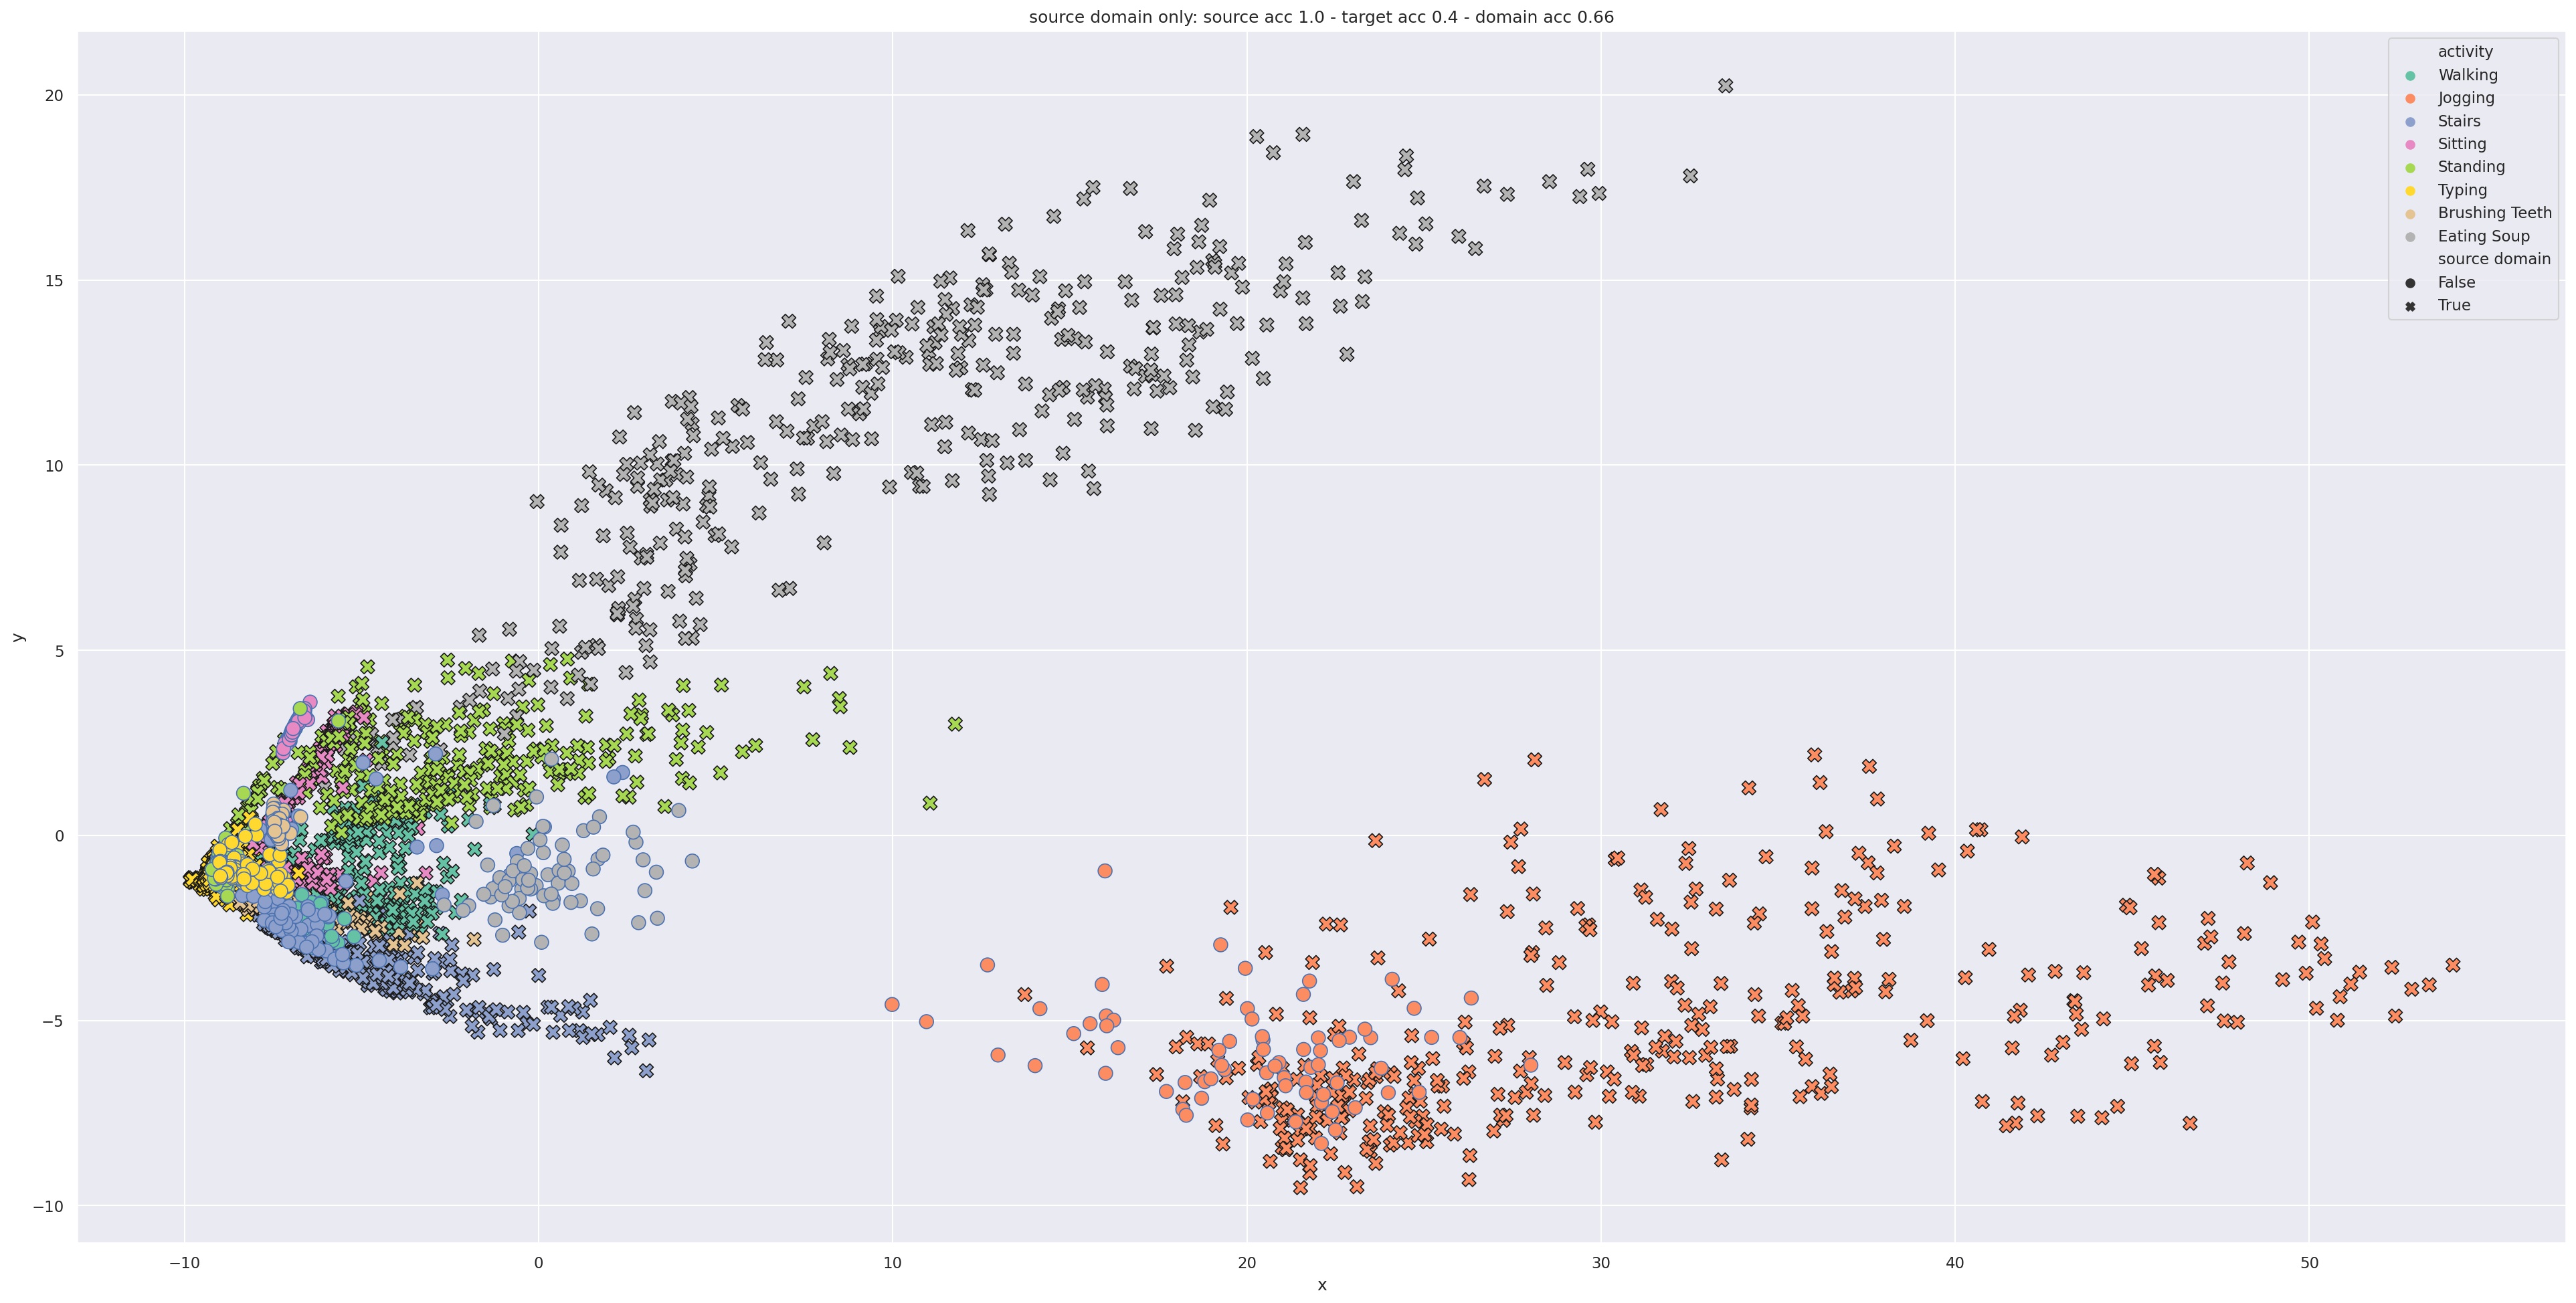 source domain only: source acc 1.0 - target acc 0.4 - domain acc 0.66
activity
Walking
Jogging
Stairs
Sitting
Standing
Typing
Brushing Teeth
Eating Soup
source domain
False
True
20
15
10
5
0
−5
−10
y
−10 0 10 20 30 40 50
x